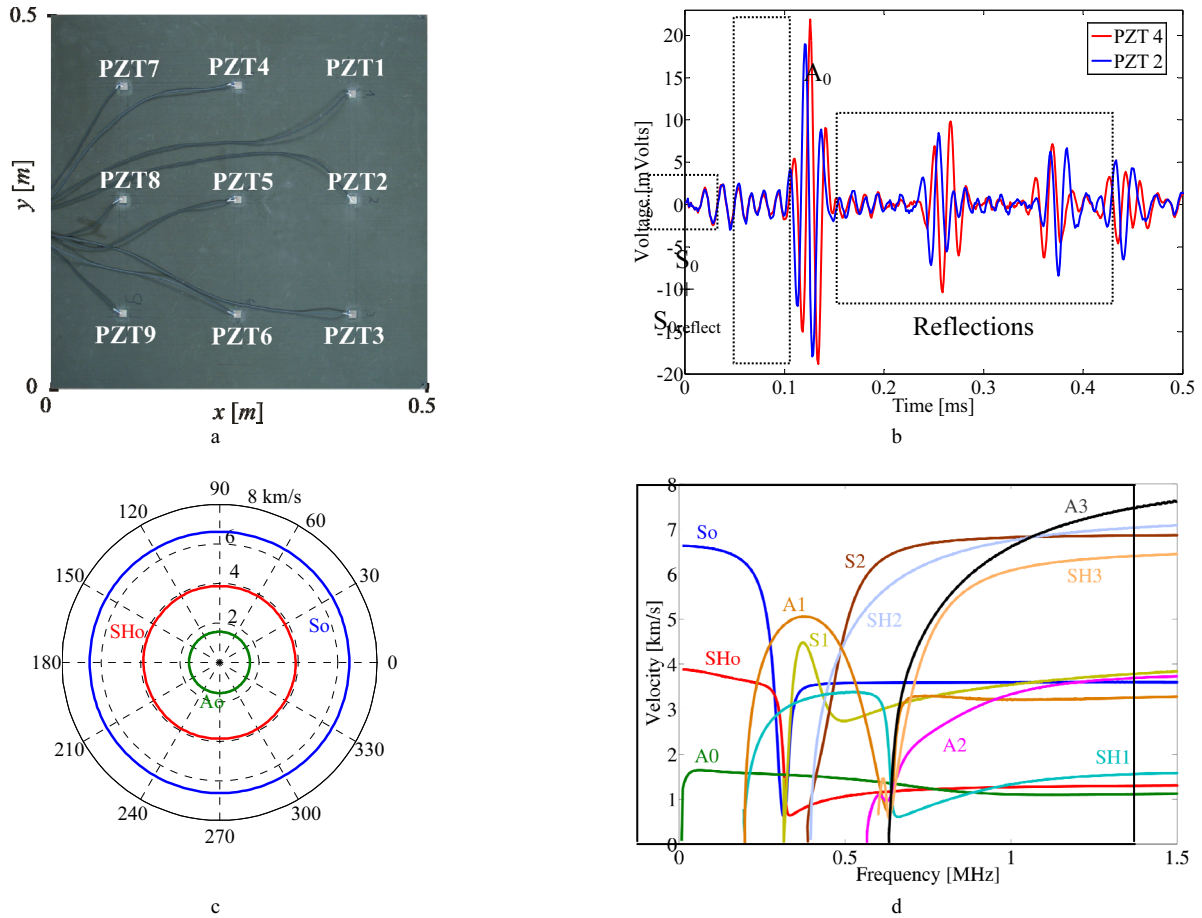 0.5
PZT7 PZT4 PZT1
PZT8 PZT5 PZT2
PZT9 PZT6 PZT3
y [m]
0
0 0.5
x [m]
a
20
15
10
5
0
-5
-10
-15
-20
Voltage [mVolts]
PZT 4
PZT 2
A0
S0
+
S0reflect
Reflections
0 0.1 0.2 0.3 0.4 0.5
Time [ms]
b
90
8 km/s
120 60
6
150 30
4
2
SHo So
180 0
Ao
210 330
240 300
270
c
8
7
6
5
4
3
2
1
0
Velocity [km/s]
So
SHo
A0
A1
S1
S2
SH2
A3
SH3
A2
SH1
0 0.5 1 1.5
Frequency [MHz]
d